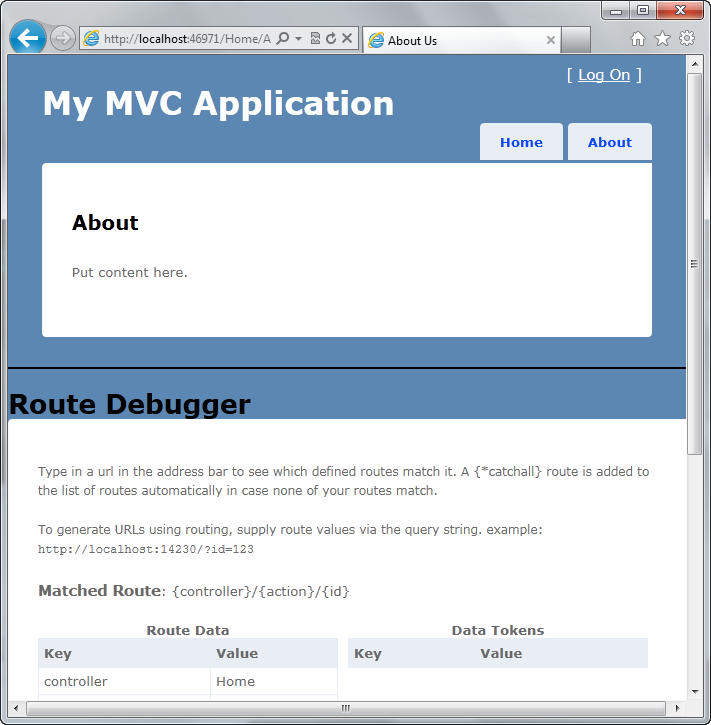 http://localhost:46971/Home/A
About Us
[ Log On ]
My MVC Application
Home
About
About
Put content here.
Route Debugger
Type in a url in the address bar to see which defined routes match it. A {*catchall} route is added to
the list of routes automatically in case none of your routes match.
To generate URLs using routing, supply route values via the query string. example:
http://localhost:14230/?id=123
Matched Route: {controller}/{action}/{id}
Route Data
Data Tokens
Key Value
Key Value
controller Home